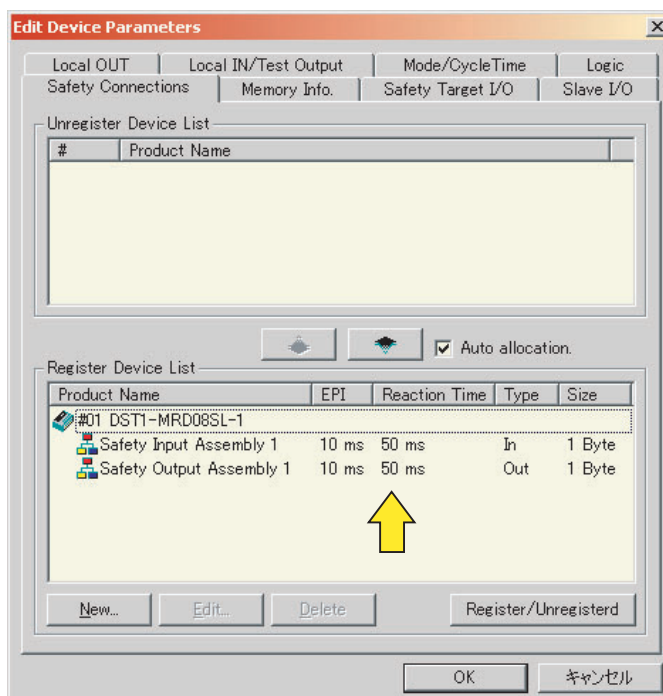 Edit Device Parameters
Local OUT Local IN/Test Output Mode/CycleTime Logic
Safety Connections Memory Info. Safety Target I/O Slave I/O
Unregister Device List
# Product Name
Auto allocation.
Register Device List
Product Name EPI Reaction Time Type Size
#01 DST1-MRD08SL-1
Safety Input Assembly 1 10 ms 50 ms In 1 Byte
Safety Output Assembly 1 10 ms 50 ms Out 1 Byte
New... Edit... Delete Register/Unregisterd
OK キャンセル